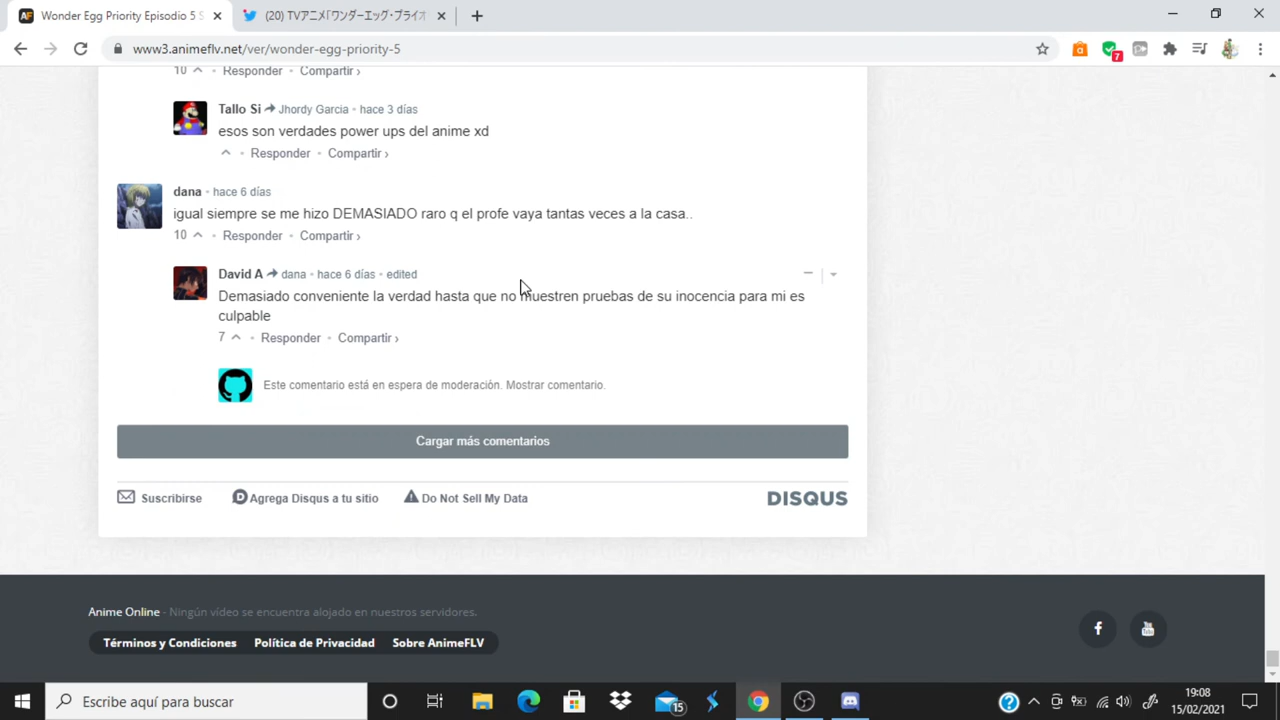 Wonder Egg Priority Episodio 5 S
(20) TVアニメ「ワンダーエッグ・プライオ
www3.animeflv.net/ver/wonder-egg-priority-5
7
10 • Responder • Compartir ›
Tallo Si Jhordy Garcia • hace 3 días
esos son verdades power ups del anime xd
• Responder • Compartir ›
dana • hace 6 días
igual siempre se me hizo DEMASIADO raro q el profe vaya tantas veces a la casa..
10 • Responder • Compartir ›
David A dana • hace 6 días • edited
Demasiado conveniente la verdad hasta que no muestren pruebas de su inocencia para mi es
culpable
7 • Responder • Compartir ›
Este comentario está en espera de moderación. Mostrar comentario.
Cargar más comentarios
Suscribirse Agrega Disqus a tu sitio Do Not Sell My Data DISQUS
Anime Online - Ningún vídeo se encuentra alojado en nuestros servidores.
Términos y Condiciones Política de Privacidad Sobre AnimeFLV
Escribe aquí para buscar
15
19:08
15/02/2021